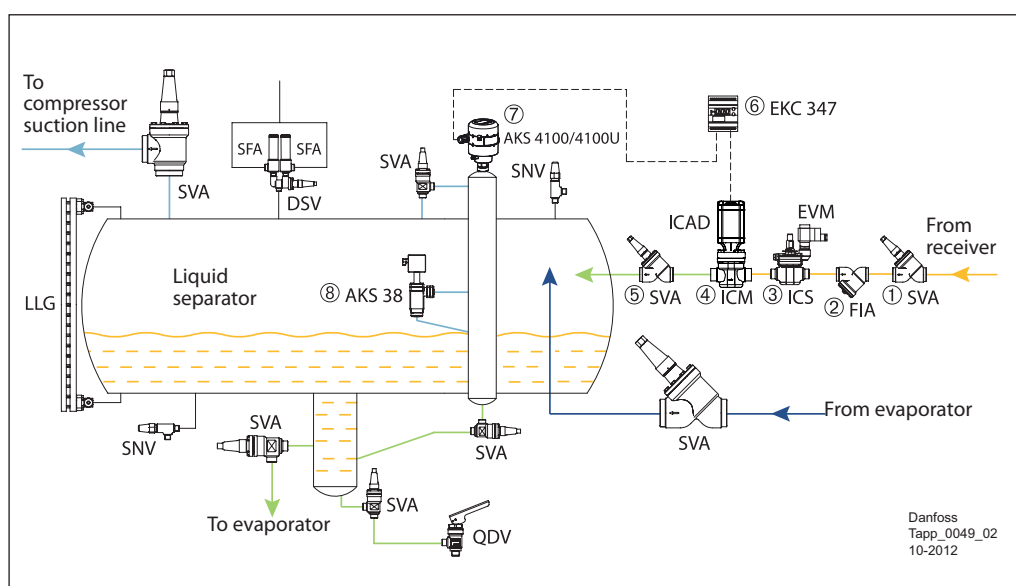 To
compressor
suction line
SVA
SFA
SFA
DSV
SVA
⑦
AKS 4100/4100U
SNV
⑥ EKC 347
ICAD
EVM
From
receiver
LLG
Liquid
separator
⑧ AKS 38
⑤ SVA
④ ICM
③ ICS
② FIA
① SVA
From evaporator
SVA
SNV
SVA
SVA
SVA
To evaporator
QDV
Danfoss
Tapp_0049_02
10-2012